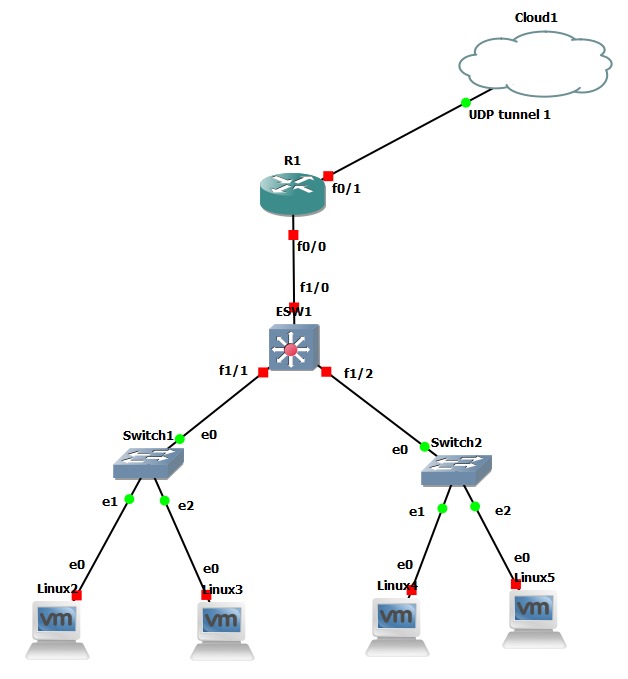 Cloud1
UDP tunnel 1
R1
f0/1
f0/0
f1/0
ESW1
f1/1
f1/2
Switch1
e0
e0
Switch2
e1
e2
e1
e2
e0
e0
e0
e0
Linux2
Linux3
Linux4
Linux5
vm
vm
vm
vm